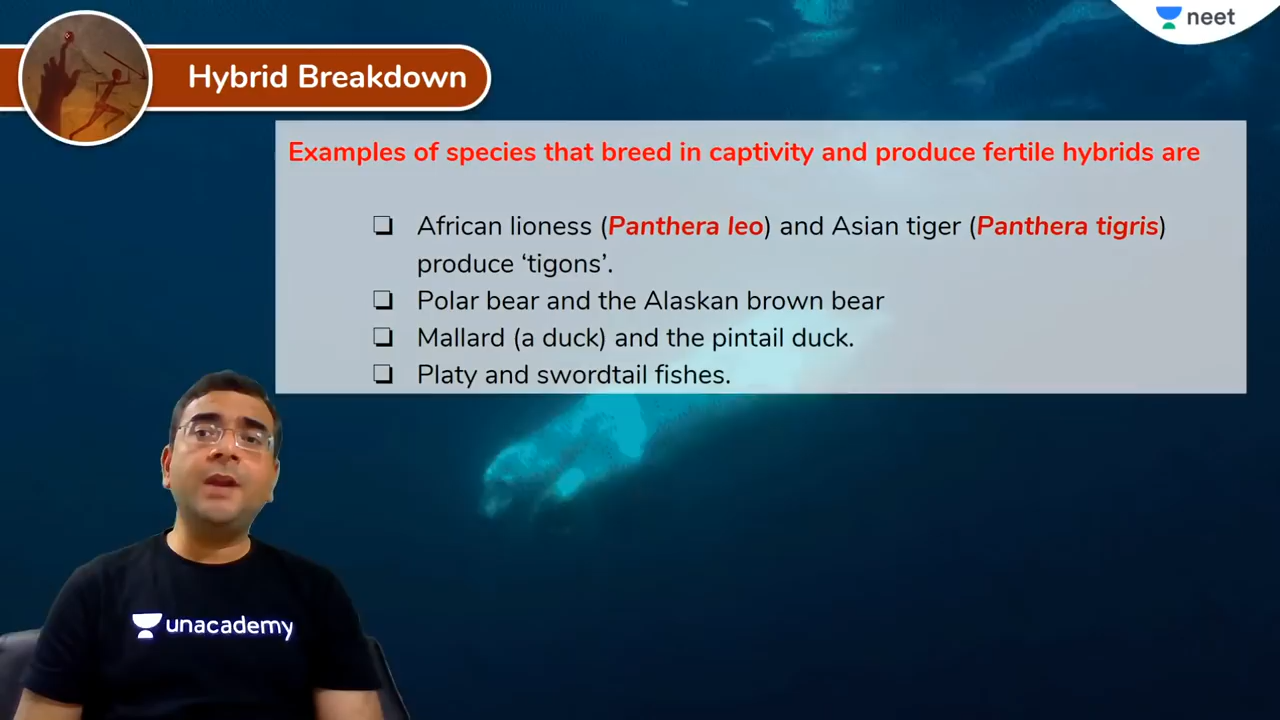 neet
Hybrid Breakdown
Examples of species that breed in captivity and produce fertile hybrids are
❑ African lioness (Panthera leo) and Asian tiger (Panthera tigris)
produce ‘tigons’.
❑ Polar bear and the Alaskan brown bear
❑ Mallard (a duck) and the pintail duck.
❑ Platy and swordtail fishes.
unacademy